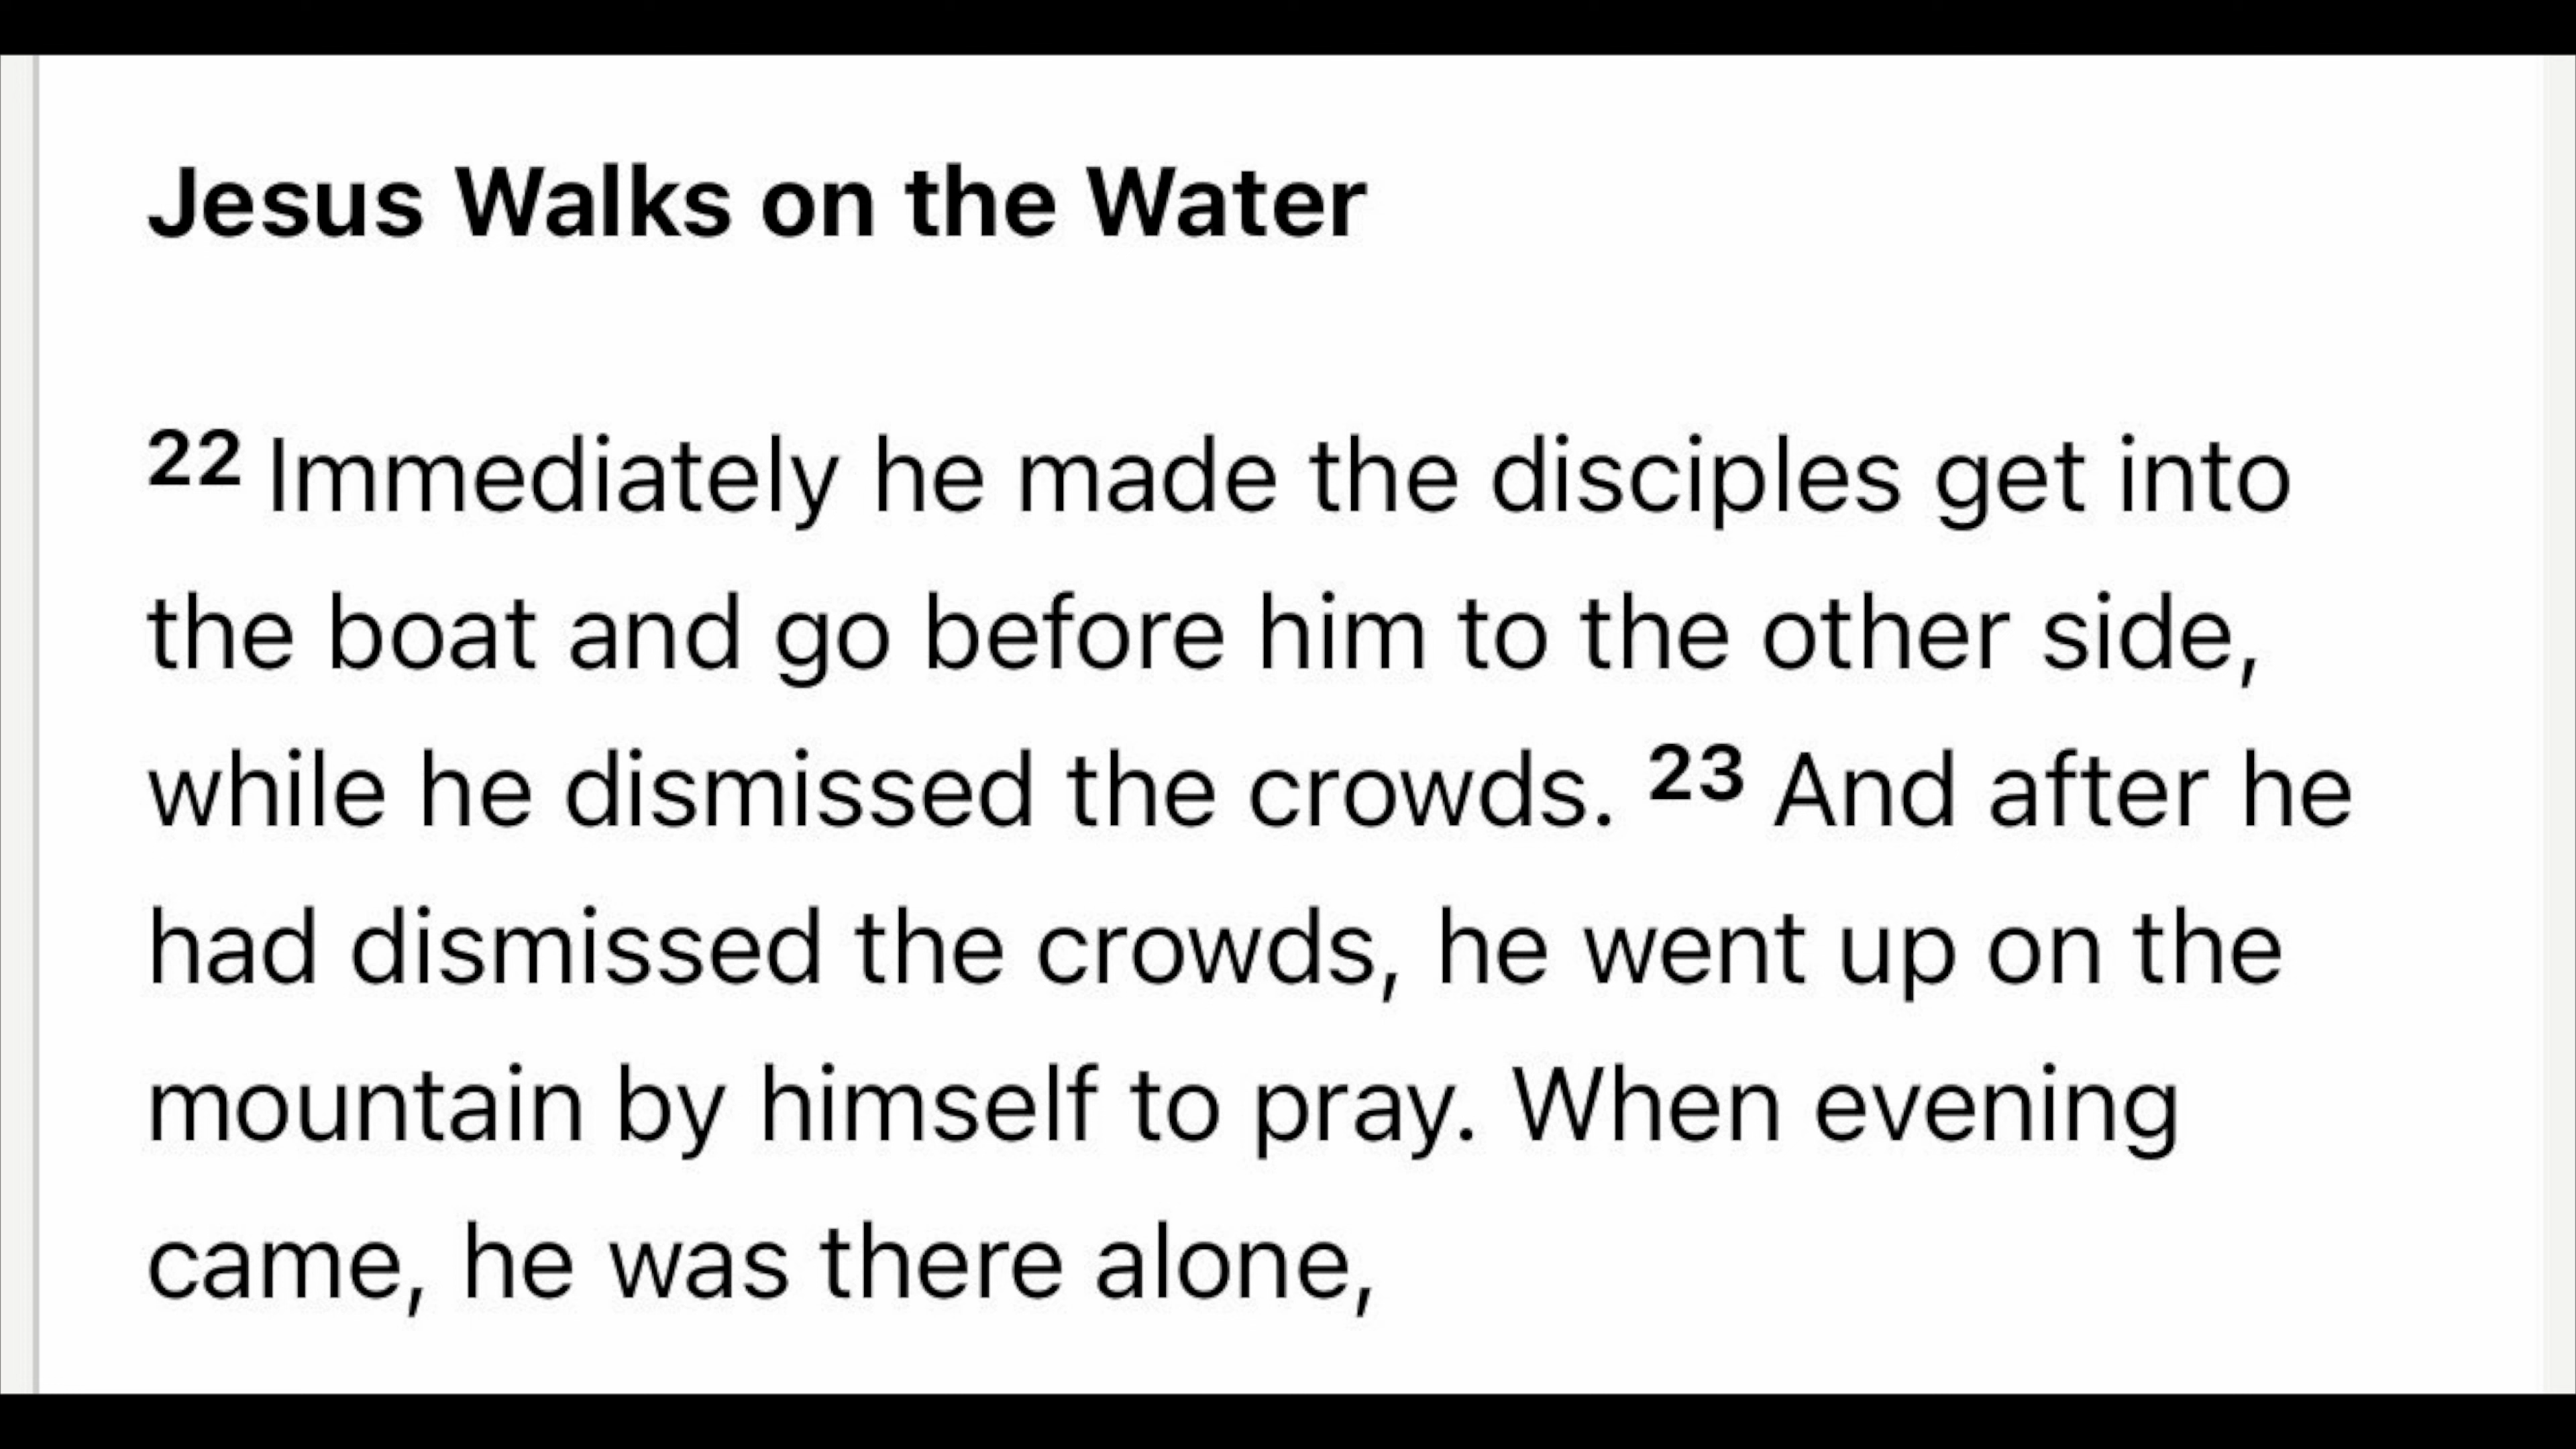 Jesus Walks on the Water
22 Immediately he made the disciples get into
the boat and go before him to the other side,
while he dismissed the crowds. 23 And after he
had dismissed the crowds, he went up on the
mountain by himself to pray. When evening
came, he was there alone,